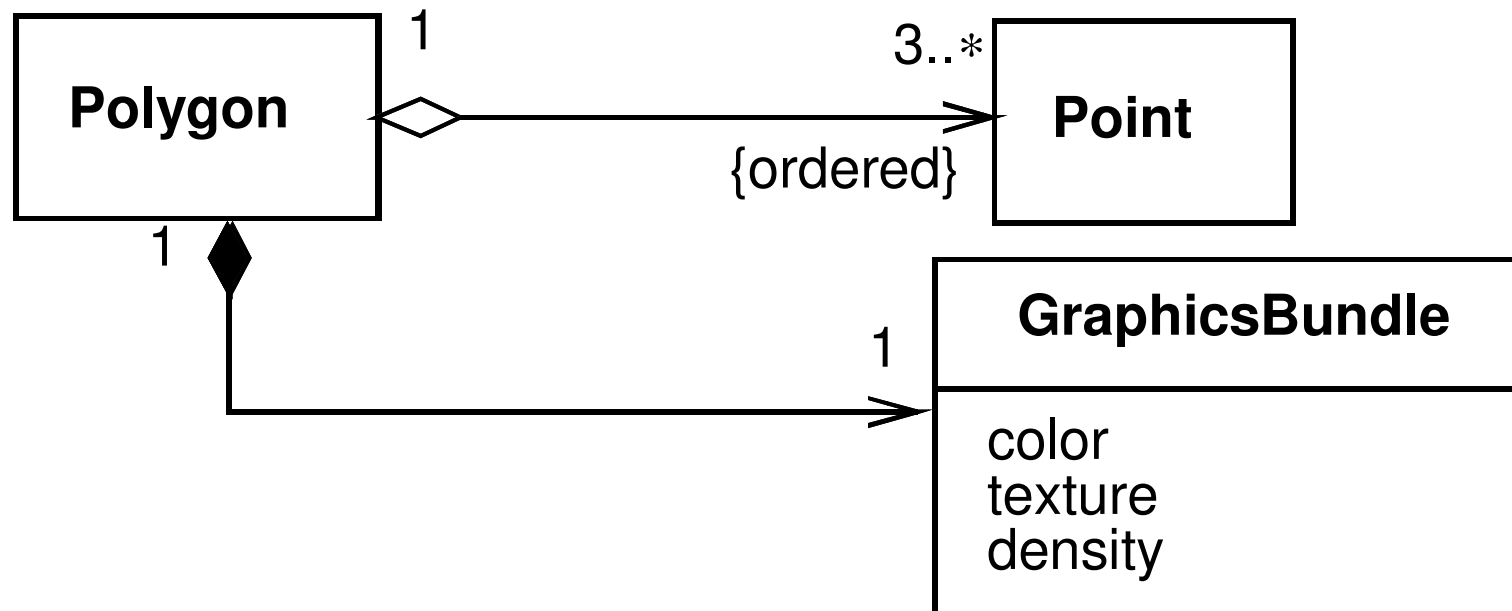 1
3..*
Polygon
Point
{ordered}
1
GraphicsBundle
1
color
texture
density